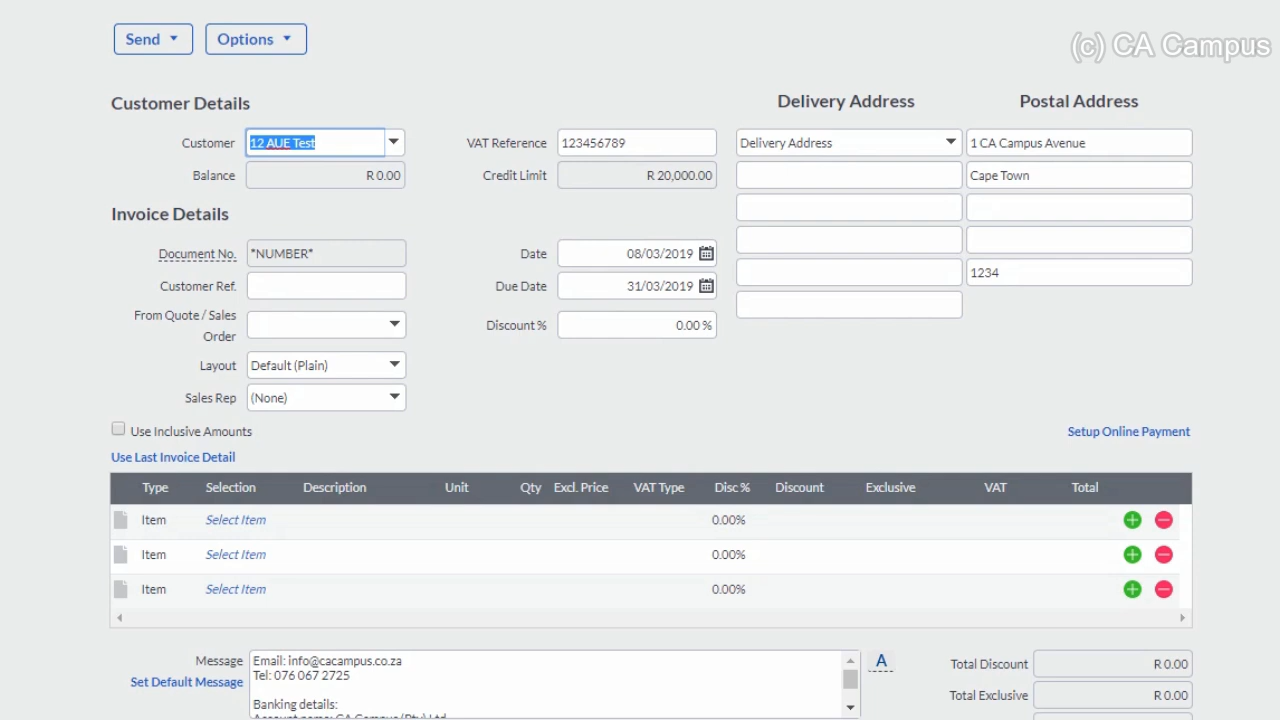 Send
Options
(c) CA Campus
Customer Details
Delivery Address
Postal Address
Customer
12 AUE Test
VAT Reference
123456789
Delivery Address
1 CA Campus Avenue
Balance
R 0.00
Credit Limit
R 20,000.00
Cape Town
Invoice Details
Document No.
*NUMBER*
Date
08/03/2019
Customer Ref.
Due Date
31/03/2019
1234
From Quote / Sales
Order
Discount %
0.00 %
Layout
Default (Plain)
Sales Rep
(None)
Use Inclusive Amounts
Setup Online Payment
Use Last Invoice Detail
Type Selection Description Unit Qty Excl. Price VAT Type Disc % Discount Exclusive VAT Total
Item Select Item 0.00%
Item Select Item 0.00%
Item Select Item 0.00%
Message
Set Default Message
Email: info@cacampus.co.za
Tel: 076 067 2725
Banking details:
Account name: CA Campus (Pty) Ltd
A
Total Discount
R 0.00
Total Exclusive
R 0.00